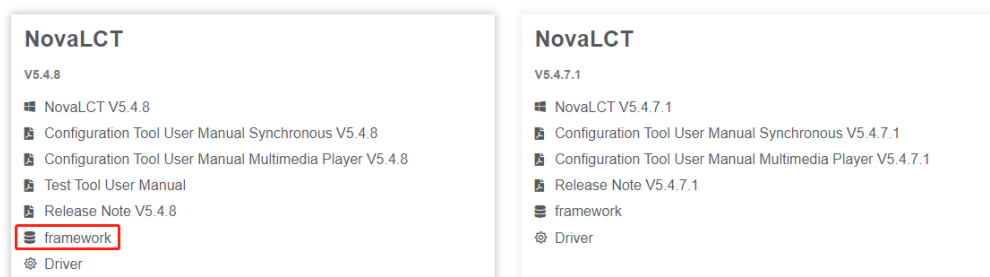 NovaLCT
V5.4.8
NovaLCT V5.4.8
Configuration Tool User Manual Synchronous V5.4.8
Configuration Tool User Manual Multimedia Player V5.4.8
Test Tool User Manual
Release Note V5.4.8
framework
Driver
NovaLCT
V5.4.7.1
NovaLCT V5.4.7.1
Configuration Tool User Manual Synchronous V5.4.7.1
Configuration Tool User Manual Multimedia Player V5.4.7.1
Release Note V5.4.7.1
framework
Driver